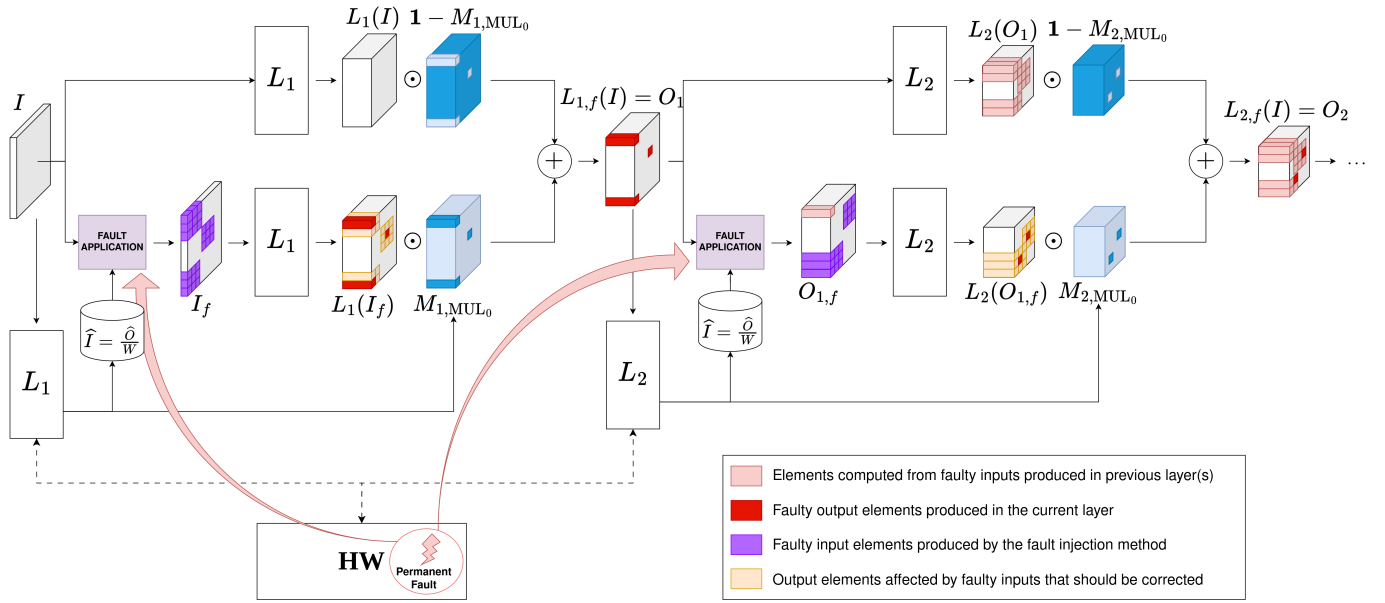 I
L₁
L₁(I)
𝟏 − M₁,MUL₀
L₁,f(I) = O₁
L₂
L₂(O₁)
𝟏 − M₂,MUL₀
L₂,f(I) = O₂
...
+
+
FAULT
APPLICATION
I_f
L₁
L₁(I_f)
M₁,MUL₀
FAULT
APPLICATION
O₁,f
L₂
L₂(O₁,f)
M₂,MUL₀
Î = Ô/W
Î = Ô/W
L₁
L₂
HW
Permanent
Fault
Elements computed from faulty inputs produced in previous layer(s)
Faulty output elements produced in the current layer
Faulty input elements produced by the fault injection method
Output elements affected by faulty inputs that should be corrected